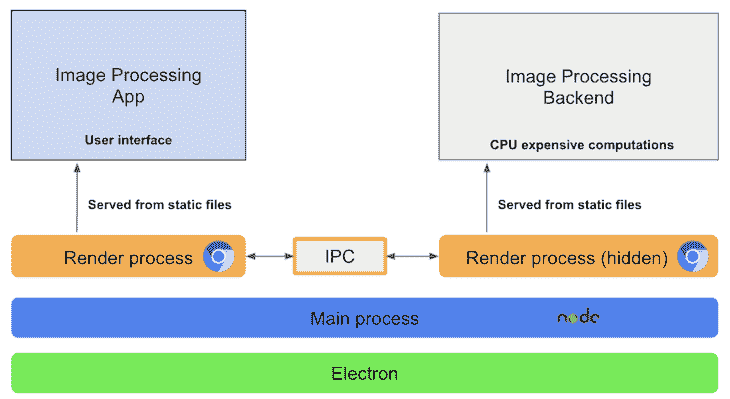 Image Processing
App
User interface
Image Processing
Backend
CPU expensive computations
Served from static files
Served from static files
Render process
IPC
Render process (hidden)
Main process
node
Electron